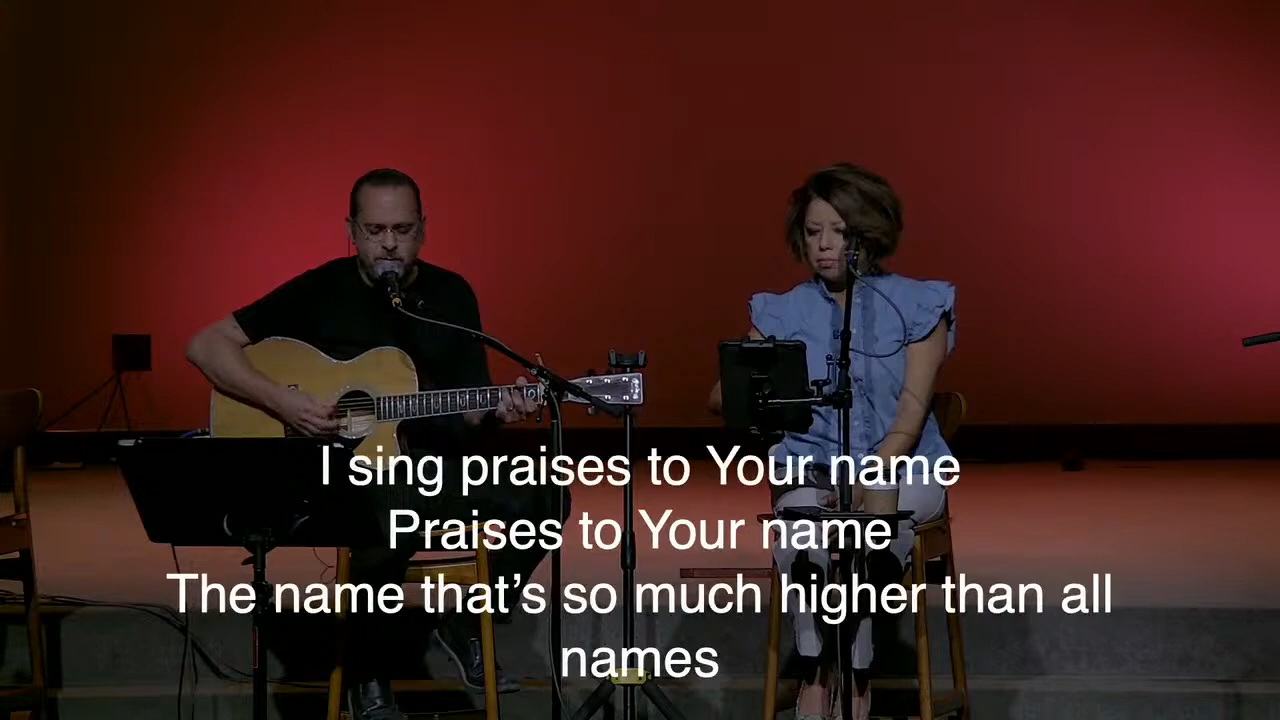 I sing praises to Your name
Praises to Your name
The name that’s so much higher than all
names